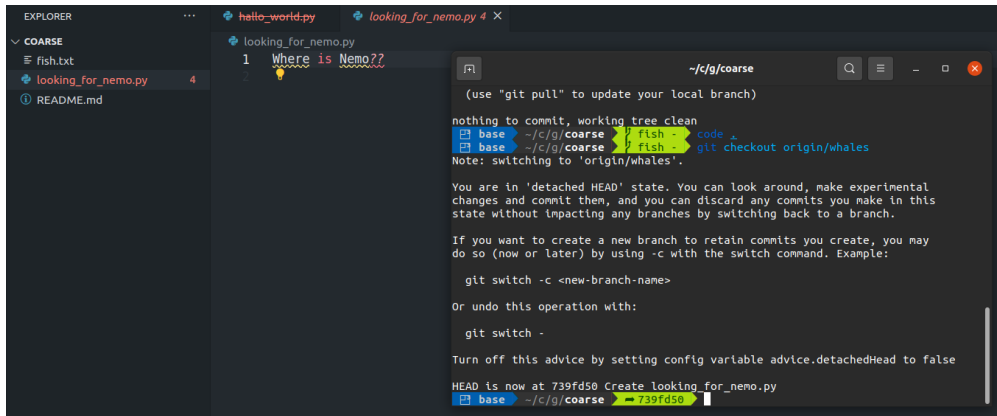 EXPLORER ...
hallo_world.py
looking_for_nemo.py 4 ×
COARSE
fish.txt
looking_for_nemo.py 4
README.md
looking_for_nemo.py
1 Where is Nemo??
2
~/c/g/coarse
(use "git pull" to update your local branch)
nothing to commit, working tree clean
base ~/c/g/coarse fish - code .
base ~/c/g/coarse fish - git checkout origin/whales
Note: switching to 'origin/whales'.
You are in 'detached HEAD' state. You can look around, make experimental
changes and commit them, and you can discard any commits you make in this
state without impacting any branches by switching back to a branch.
If you want to create a new branch to retain commits you create, you may
do so (now or later) by using -c with the switch command. Example:
git switch -c <new-branch-name>
Or undo this operation with:
git switch -
Turn off this advice by setting config variable advice.detachedHead to false
HEAD is now at 739fd50 Create looking_for_nemo.py
base ~/c/g/coarse ➦ 739fd50